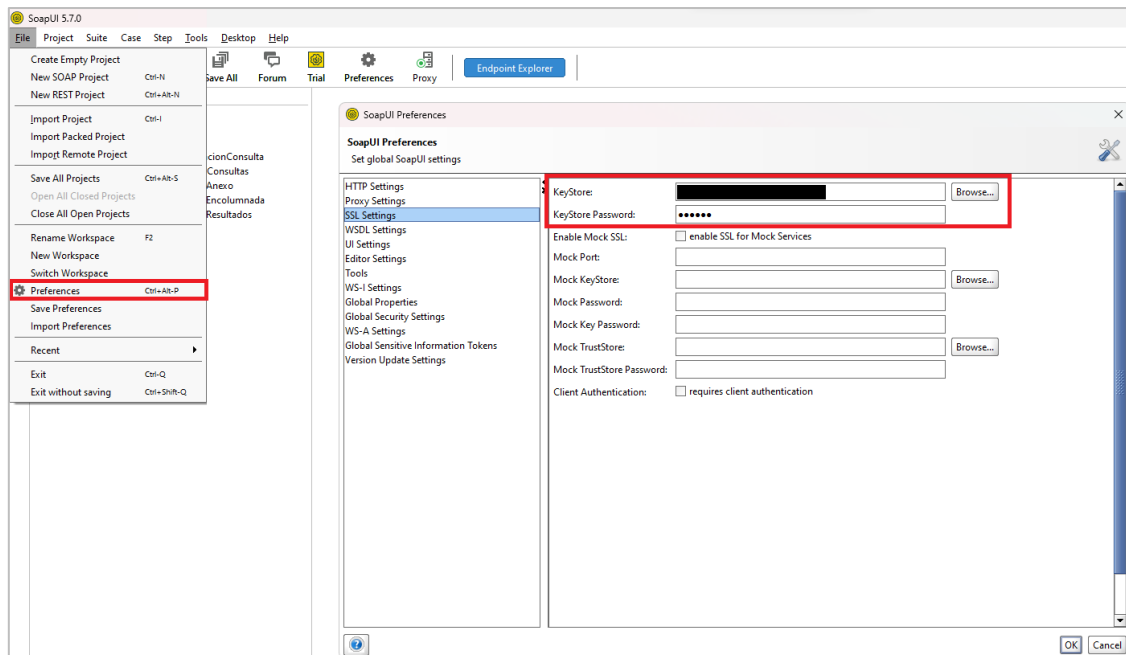 SoapUI 5.7.0
File Project Suite Case Step Tools Desktop Help
Create Empty Project
New SOAP Project Ctrl-N
New REST Project Ctrl+Alt-N
Import Project Ctrl-I
Import Packed Project
Import Remote Project
Save All Projects Ctrl+Alt-S
Open All Closed Projects
Close All Open Projects
Rename Workspace F2
New Workspace
Switch Workspace
Preferences Ctrl+Alt-P
Save Preferences
Import Preferences
Recent
Exit Ctrl-Q
Exit without saving Ctrl+Shift-Q
Save All Forum Trial Preferences Proxy Endpoint Explorer
cionConsulta
Consultas
Anexo
Encolumnada
Resultados
SoapUI Preferences
SoapUI Preferences
Set global SoapUI settings
HTTP Settings
Proxy Settings
SSL Settings
WSDL Settings
UI Settings
Editor Settings
Tools
WS-I Settings
Global Properties
Global Security Settings
WS-A Settings
Global Sensitive Information Tokens
Version Update Settings
KeyStore: Browse...
KeyStore Password: ••••••
Enable Mock SSL: enable SSL for Mock Services
Mock Port:
Mock KeyStore: Browse...
Mock Password:
Mock Key Password:
Mock TrustStore: Browse...
Mock TrustStore Password:
Client Authentication: requires client authentication
OK Cancel